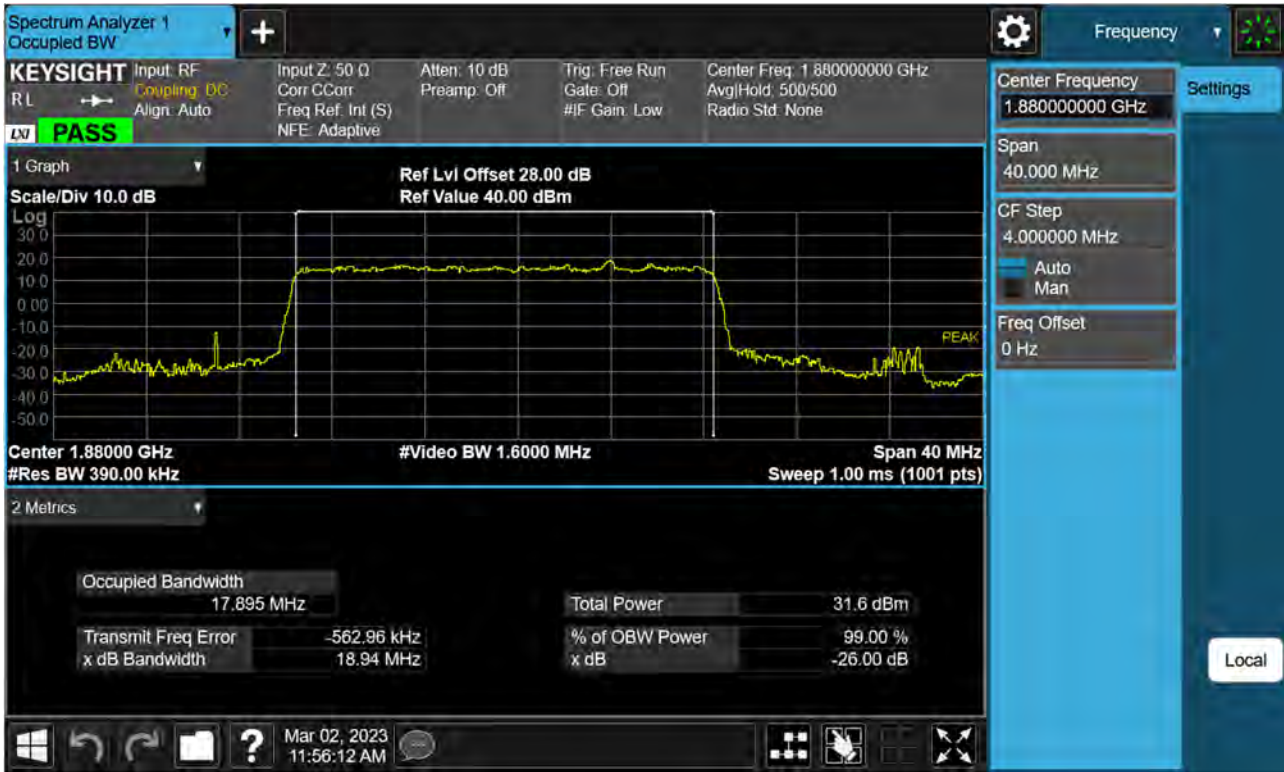 Spectrum Analyzer 1
Occupied BW
+
Frequency
KEYSIGHT
RL
LXI
PASS
Input: RF
Coupling: DC
Align: Auto
Input Z: 50 Ω
Corr CCorr
Freq Ref: Int (S)
NFE: Adaptive
Atten: 10 dB
Preamp: Off
Trig: Free Run
Gate: Off
#IF Gain: Low
Center Freq: 1.880000000 GHz
Avg|Hold: 500/500
Radio Std: None
Center Frequency
1.880000000 GHz
Settings
Span
40.000 MHz
CF Step
4.000000 MHz
Auto
Man
Freq Offset
0 Hz
1 Graph
Scale/Div 10.0 dB
Ref Lvl Offset 28.00 dB
Ref Value 40.00 dBm
Log
30.0
20.0
10.0
0.00
-10.0
-20.0
-30.0
-40.0
-50.0
PEAK
Center 1.88000 GHz
#Video BW 1.6000 MHz
Span 40 MHz
#Res BW 390.00 kHz
Sweep 1.00 ms (1001 pts)
2 Metrics
Occupied Bandwidth
17.895 MHz
Total Power 31.6 dBm
Transmit Freq Error -562.96 kHz
% of OBW Power 99.00 %
x dB Bandwidth 18.94 MHz
x dB -26.00 dB
Local
?
Mar 02, 2023
11:56:12 AM